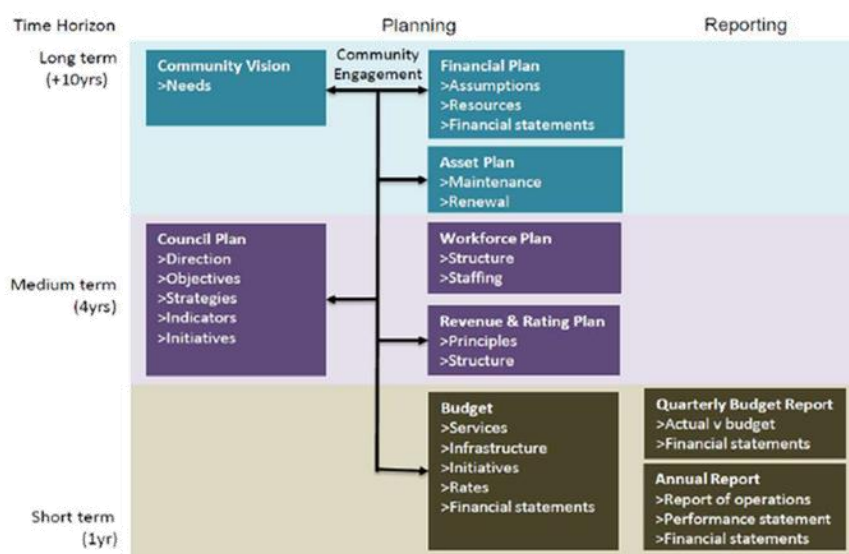 Time Horizon
Planning
Reporting
Long term
(+10yrs)
Community Vision
>Needs
Community
Engagement
Financial Plan
>Assumptions
>Resources
>Financial statements
Asset Plan
>Maintenance
>Renewal
Medium term
(4yrs)
Council Plan
>Direction
>Objectives
>Strategies
>Indicators
>Initiatives
Workforce Plan
>Structure
>Staffing
Revenue & Rating Plan
>Principles
>Structure
Short term
(1yr)
Budget
>Services
>Infrastructure
>Initiatives
>Rates
>Financial statements
Quarterly Budget Report
>Actual v budget
>Financial statements
Annual Report
>Report of operations
>Performance statement
>Financial statements